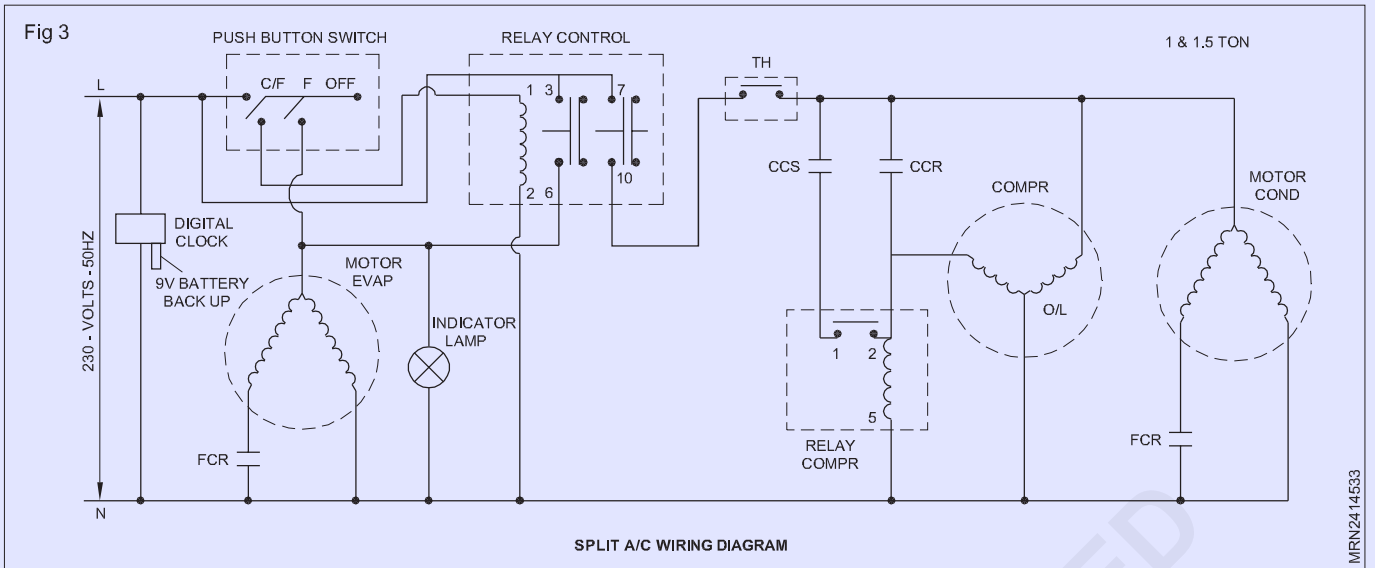 Fig 3
PUSH BUTTON SWITCH
RELAY CONTROL
1 & 1.5 TON
TH
L
C/F F OFF
1 3 7
2 6 10
CCS
CCR
COMPR
MOTOR
COND
230 - VOLTS - 50HZ
DIGITAL
CLOCK
9V BATTERY
BACK UP
MOTOR
EVAP
INDICATOR
LAMP
O/L
1 2
5
RELAY
COMPR
FCR
FCR
N
SPLIT A/C WIRING DIAGRAM
MRN2414533
ED